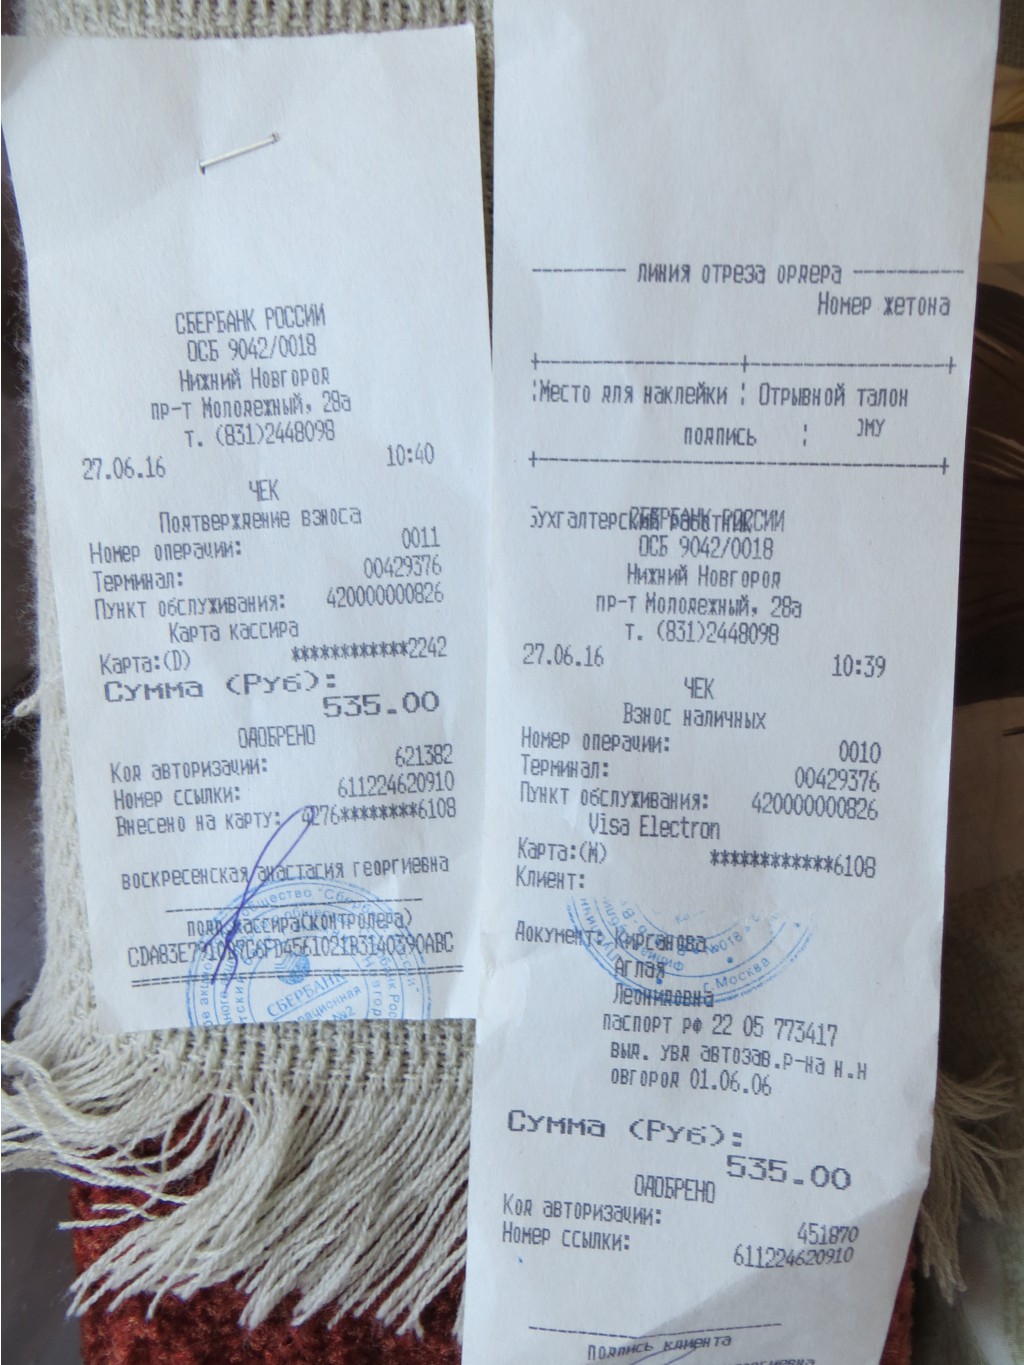 СБЕРБАНК РОССИИ
ОСБ 9042/0018
Нижний Новгород
пр-т Молодежный, 28а
т. (831)2448098
27.06.16 10:40
ЧЕК
Подтверждение взноса
Номер операции: 0011
Терминал: 00429376
Пункт обслуживания: 420000000826
Карта кассира
Карта:(D) ************2242
Сумма (Руб):
535.00
ОДОБРЕНО
Код авторизации: 621382
Номер ссылки: 611224620910
Внесено на карту: 4276********6108
воскресенская анастасия георгиевна
подп.кассира(контролера)
СБЕРБАНК
№2
линия отреза ордера
Номер жетона
Место для наклейки Отрывной талон
подпись ому
Бухгалтерский работник
СБЕРБАНК РОССИИ
ОСБ 9042/0018
Нижний Новгород
пр-т Молодежный, 28а
т. (831)2448098
27.06.16 10:39
ЧЕК
Взнос наличных
Номер операции: 0010
Терминал: 00429376
Пункт обслуживания: 420000000826
Visa Electron
Карта:(M) ************6108
Клиент:
Документ: Кирсанова
Аглая
Леонидовна
г.Москва
паспорт рф 22 05 773417
выд. увд автозав.р-на н.н
овгород 01.06.06
Сумма (Руб):
535.00
ОДОБРЕНО
Код авторизации: 451870
Номер ссылки: 611224620910
Подпись клиента